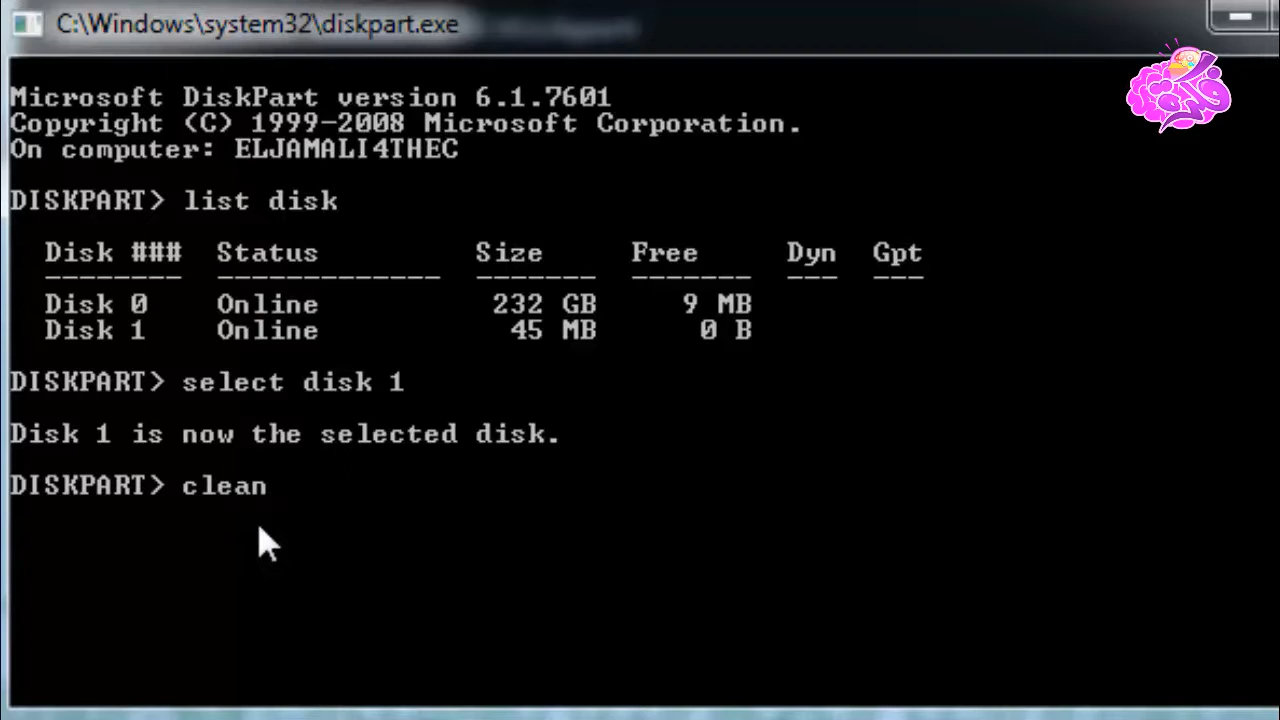 C:\Windows\system32\diskpart.exe
Microsoft DiskPart version 6.1.7601
Copyright (C) 1999-2008 Microsoft Corporation.
On computer: ELJAMALI4THEC
DISKPART> list disk
Disk ### Status Size Free Dyn Gpt
-------- ------------- ------- ------- --- ---
Disk 0 Online 232 GB 9 MB
Disk 1 Online 45 MB 0 B
DISKPART> select disk 1
Disk 1 is now the selected disk.
DISKPART> clean